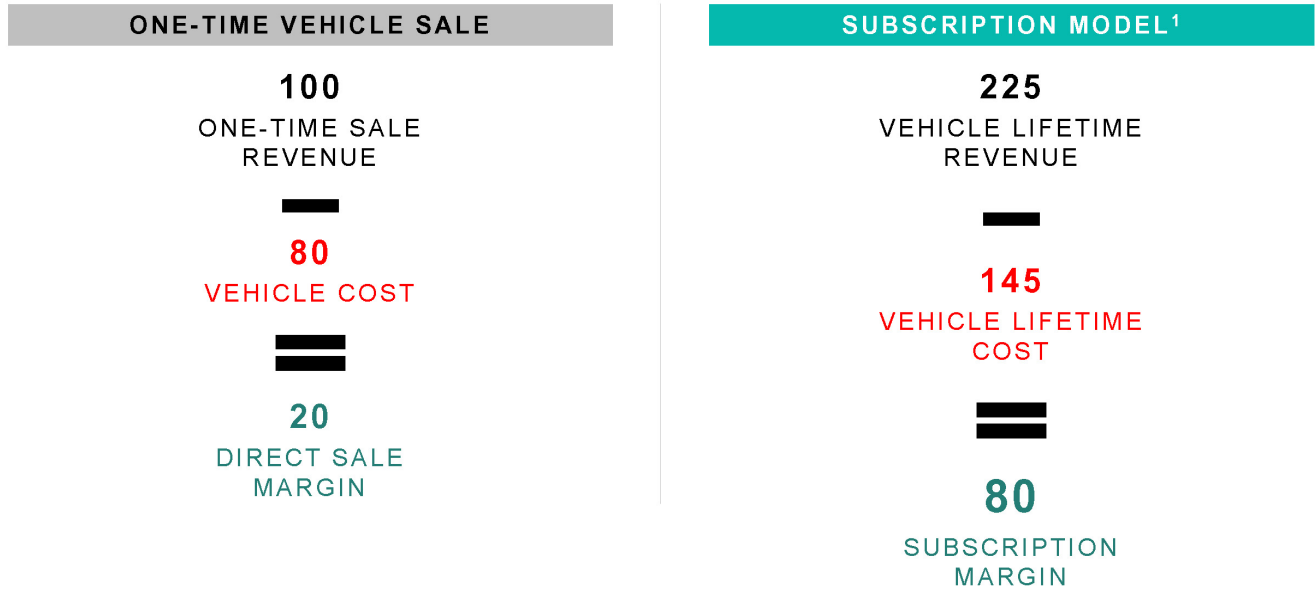 ONE-TIME VEHICLE SALE
100
ONE-TIME SALE
REVENUE
80
VEHICLE COST
20
DIRECT SALE
MARGIN
SUBSCRIPTION MODEL¹
225
VEHICLE LIFETIME
REVENUE
145
VEHICLE LIFETIME
COST
80
SUBSCRIPTION
MARGIN